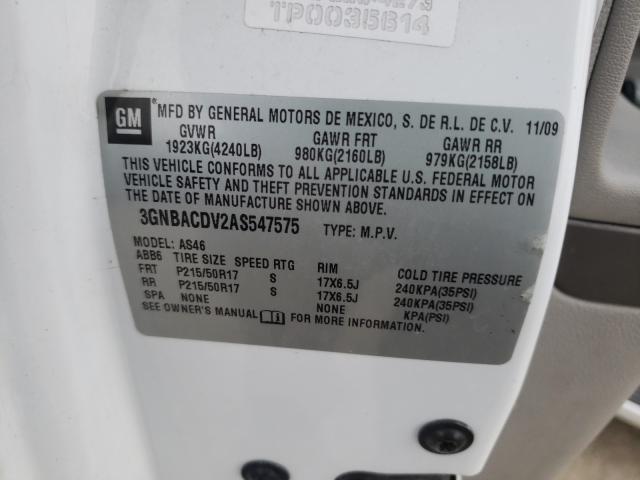 TP0035614
GM
MFD BY GENERAL MOTORS DE MEXICO, S. DE R.L. DE C.V. 11/09
GVWR GAWR FRT GAWR RR
1923KG(4240LB) 980KG(2160LB) 979KG(2158LB)
THIS VEHICLE CONFORMS TO ALL APPLICABLE U.S. FEDERAL MOTOR
VEHICLE SAFETY AND THEFT PREVENTION STANDARDS IN EFFECT ON
THE DATE OF MANUFACTURE SHOWN ABOVE.
3GNBACDV2AS547575 TYPE: M.P.V.
MODEL: AS46
ABB6 TIRE SIZE SPEED RTG RIM COLD TIRE PRESSURE
FRT P215/50R17 S 17X6.5J 240KPA(35PSI)
RR P215/50R17 S 17X6.5J 240KPA(35PSI)
SPA NONE NONE KPA(PSI)
SEE OWNER'S MANUAL FOR MORE INFORMATION.